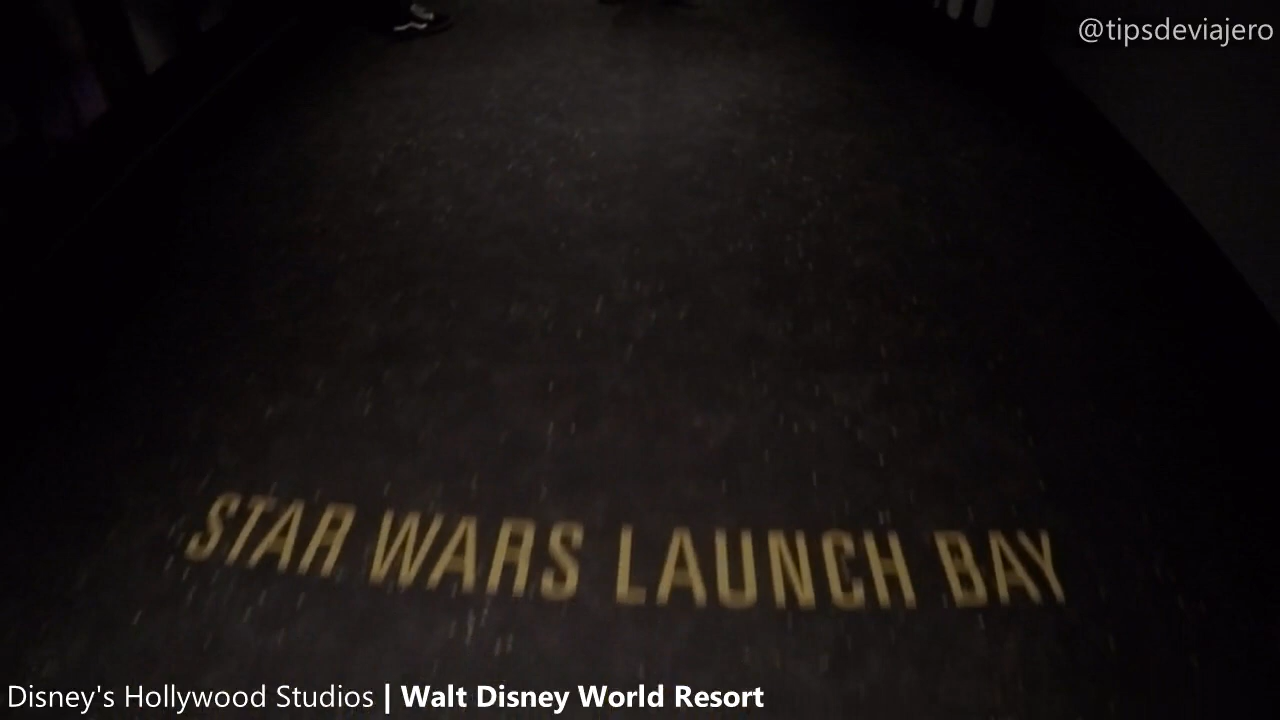 @tipsdeviajero
STAR WARS LAUNCH BAY
Disney's Hollywood Studios | Walt Disney World Resort